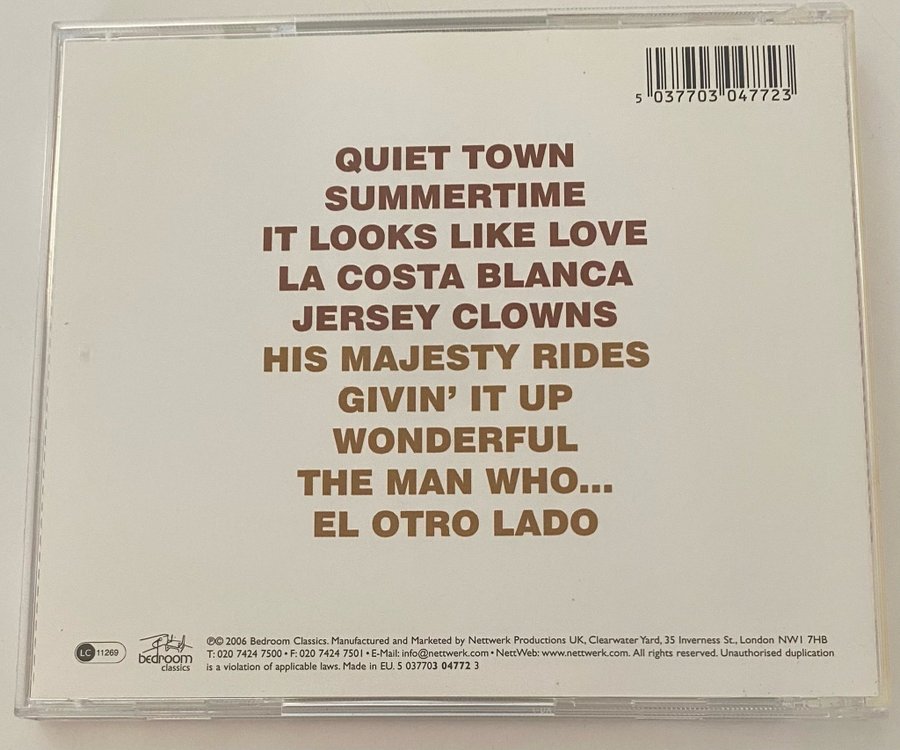 5 037703 047723
QUIET TOWN
SUMMERTIME
IT LOOKS LIKE LOVE
LA COSTA BLANCA
JERSEY CLOWNS
HIS MAJESTY RIDES
GIVIN' IT UP
WONDERFUL
THE MAN WHO...
EL OTRO LADO
LC 11269
bedroom
classics
℗© 2006 Bedroom Classics. Manufactured and Marketed by Nettwerk Productions UK, Clearwater Yard, 35 Inverness St., London NW1 7HB
T: 020 7424 7500 • F: 020 7424 7501 • E-Mail: info@nettwerk.com • NettWeb: www.nettwerk.com. All rights reserved. Unauthorised duplication
is a violation of applicable laws. Made in EU. 5 037703 04772 3